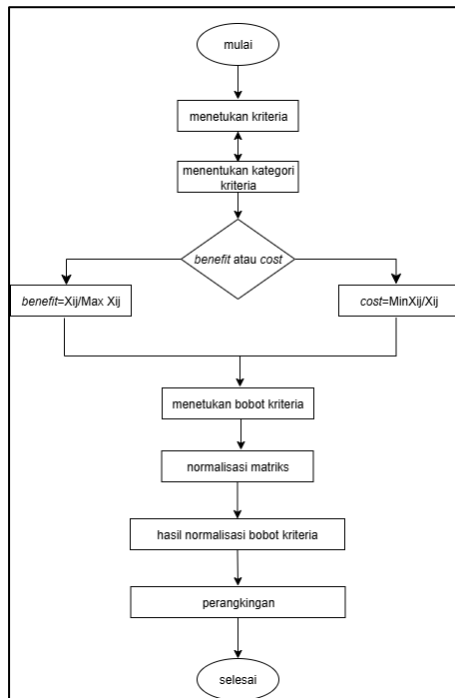 mulai
menetukan kriteria
menentukan kategori
kriteria
benefit atau cost
benefit=Xij/Max Xij
cost=MinXij/Xij
menetukan bobot kriteria
normalisasi matriks
hasil normalisasi bobot kriteria
perangkingan
selesai